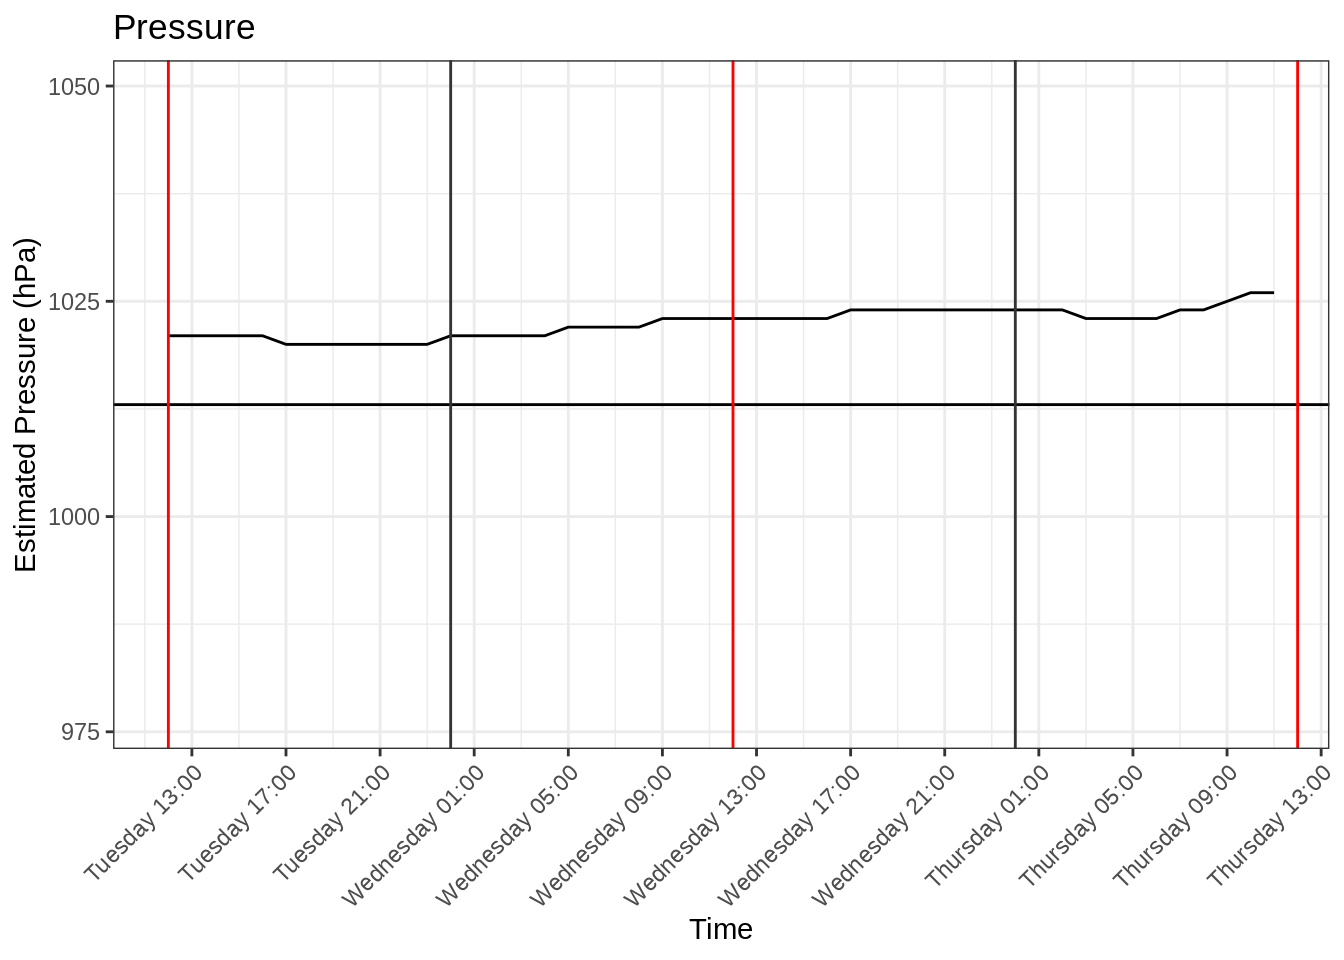 Pressure
Estimated Pressure (hPa)
1050
1025
1000
975
Tuesday 13:00
Tuesday 17:00
Tuesday 21:00
Wednesday 01:00
Wednesday 05:00
Wednesday 09:00
Wednesday 13:00
Wednesday 17:00
Wednesday 21:00
Thursday 01:00
Thursday 05:00
Thursday 09:00
Thursday 13:00
Time